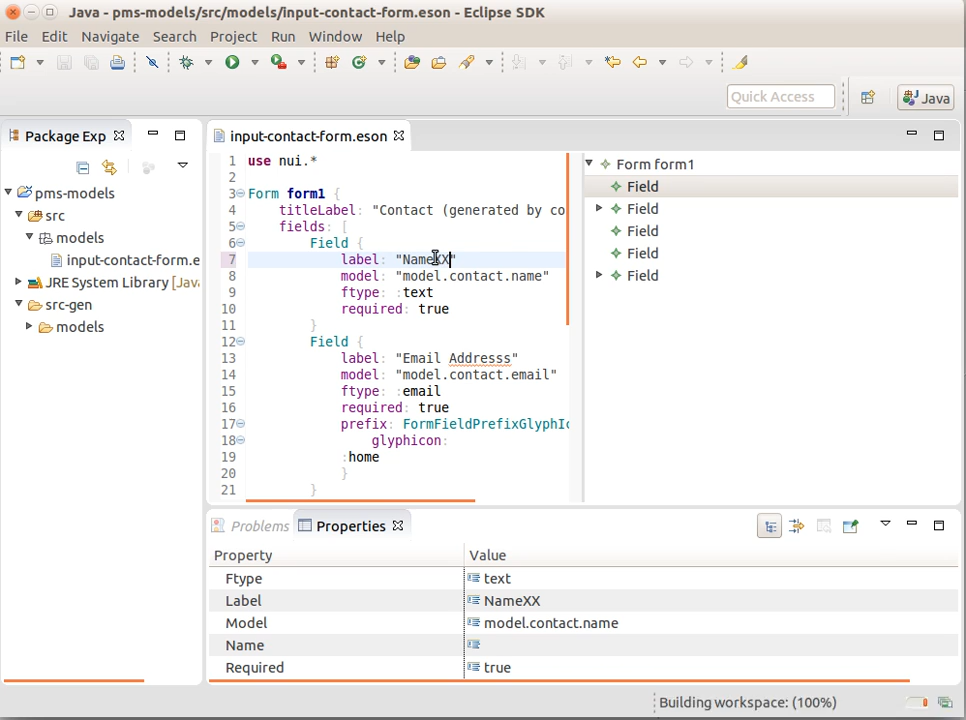 Java - pms-models/src/models/input-contact-form.eson - Eclipse SDK
File Edit Navigate Search Project Run Window Help
Quick Access
Java
Package Exp
pms-models
src
models
input-contact-form.e
JRE System Library [Java
src-gen
models
input-contact-form.eson
1 use nui.*
2
3 Form form1 {
4 titleLabel: "Contact (generated by co
5 fields: [
6 Field {
7 label: "NameXX"
8 model: "model.contact.name"
9 ftype: :text
10 required: true
11 }
12 Field {
13 label: "Email Addresss"
14 model: "model.contact.email"
15 ftype: :email
16 required: true
17 prefix: FormFieldPrefixGlyphIc
18 glyphicon:
19 :home
20 }
21 }
Form form1
Field
Field
Field
Field
Field
Problems Properties
Property Value
Ftype text
Label NameXX
Model model.contact.name
Name
Required true
Building workspace: (100%)